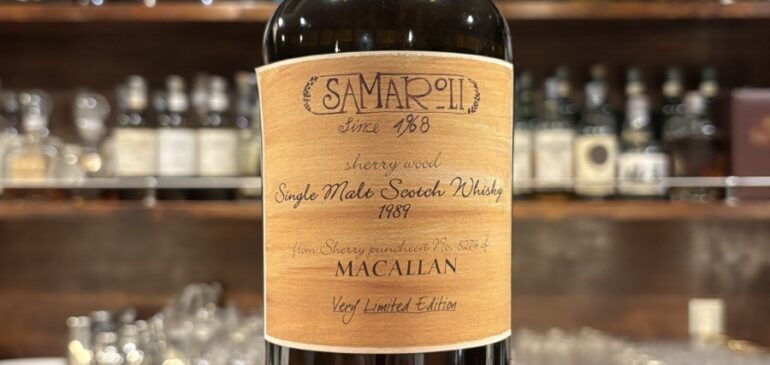 SAMAROLI
Since 1968
sherry wood
Single Malt Scotch Whisky
1989
from Sherry puncheon No. of
MACALLAN
Very Limited Edition